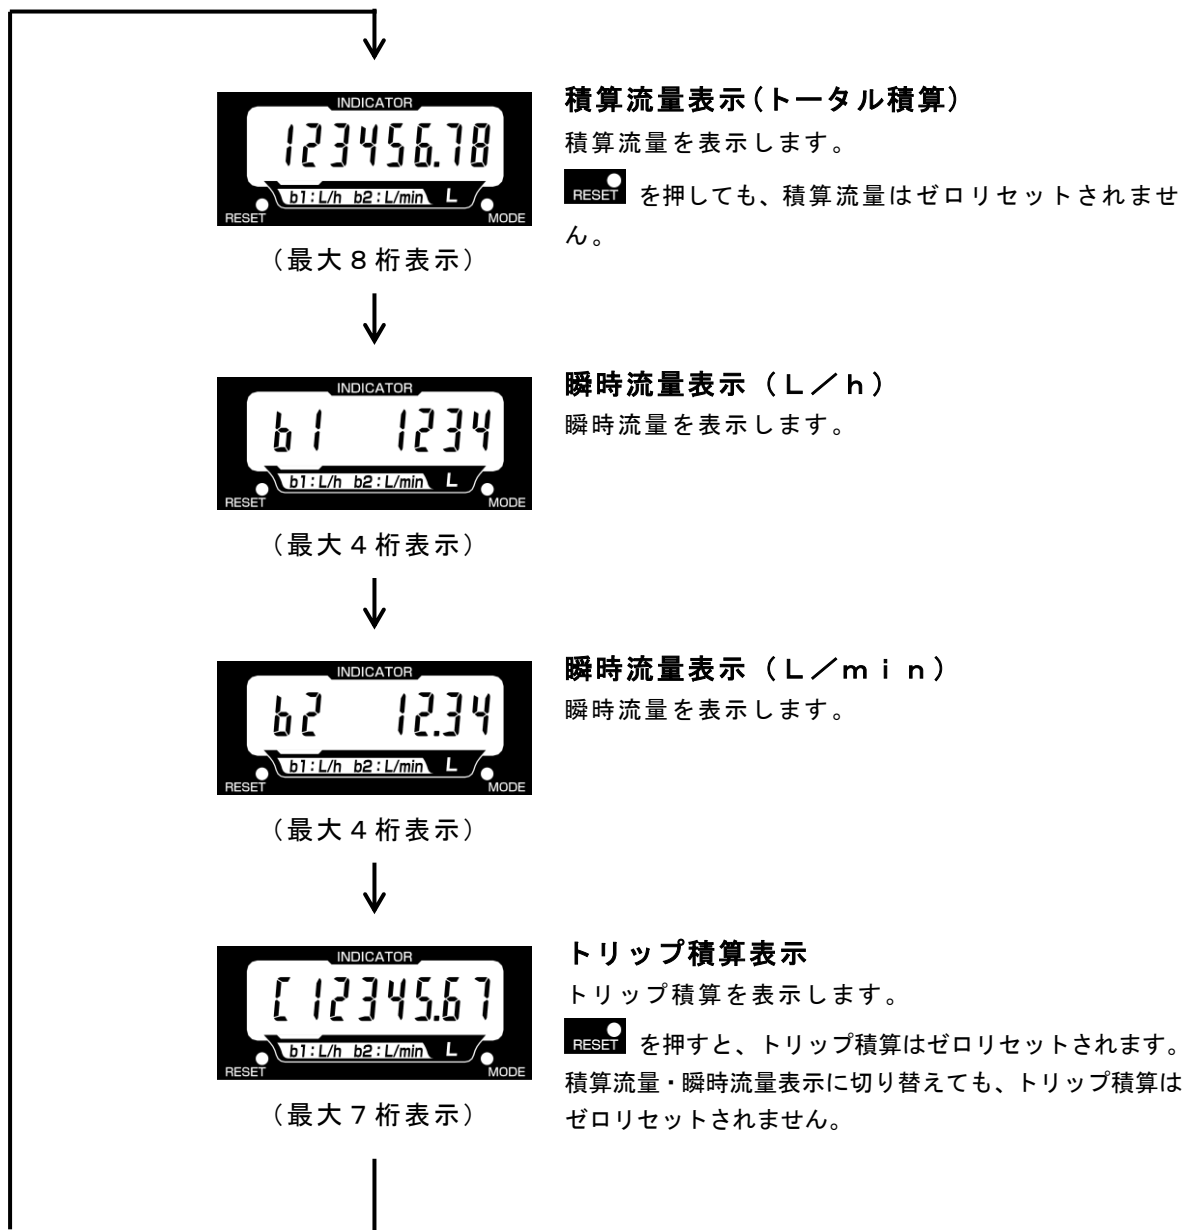 INDICATOR
123456.78
b1:L/h b2:L/min L
RESET MODE
(最大8桁表示)
積算流量表示(トータル積算)
積算流量を表示します。
RESET を押しても、積算流量はゼロリセットされませ
ん。
INDICATOR
b1 1234
b1:L/h b2:L/min L
RESET MODE
(最大4桁表示)
瞬時流量表示(L/h)
瞬時流量を表示します。
INDICATOR
b2 12.34
b1:L/h b2:L/min L
RESET MODE
(最大4桁表示)
瞬時流量表示(L/min)
瞬時流量を表示します。
INDICATOR
[12345.67
b1:L/h b2:L/min L
RESET MODE
(最大7桁表示)
トリップ積算表示
トリップ積算を表示します。
RESET を押すと、トリップ積算はゼロリセットされます。
積算流量・瞬時流量表示に切り替えても、トリップ積算は
ゼロリセットされません。